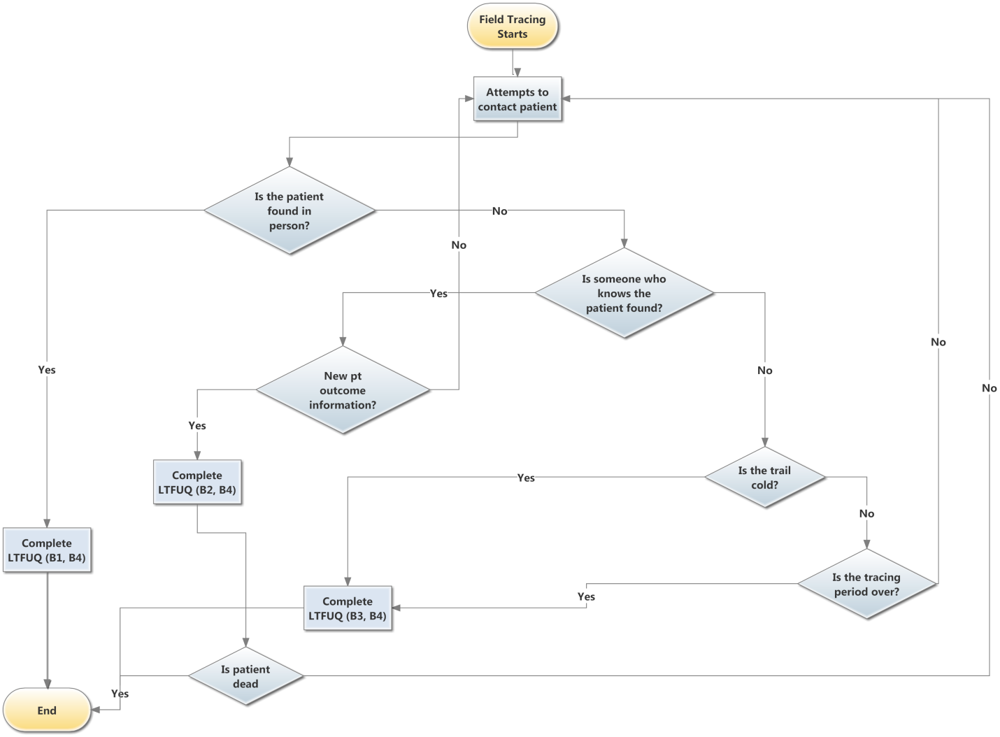 Field Tracing
Starts
Attempts to
contact patient
Is the patient
found in
person?
No
No
Is someone who
knows the
patient found?
Yes
No
Yes
New pt
outcome
information?
No
No
Yes
Complete
LTFUQ (B2, B4)
Is the trail
cold?
Yes
No
Complete
LTFUQ (B1, B4)
Is the tracing
period over?
Yes
Complete
LTFUQ (B3, B4)
Is patient
dead
Yes
End